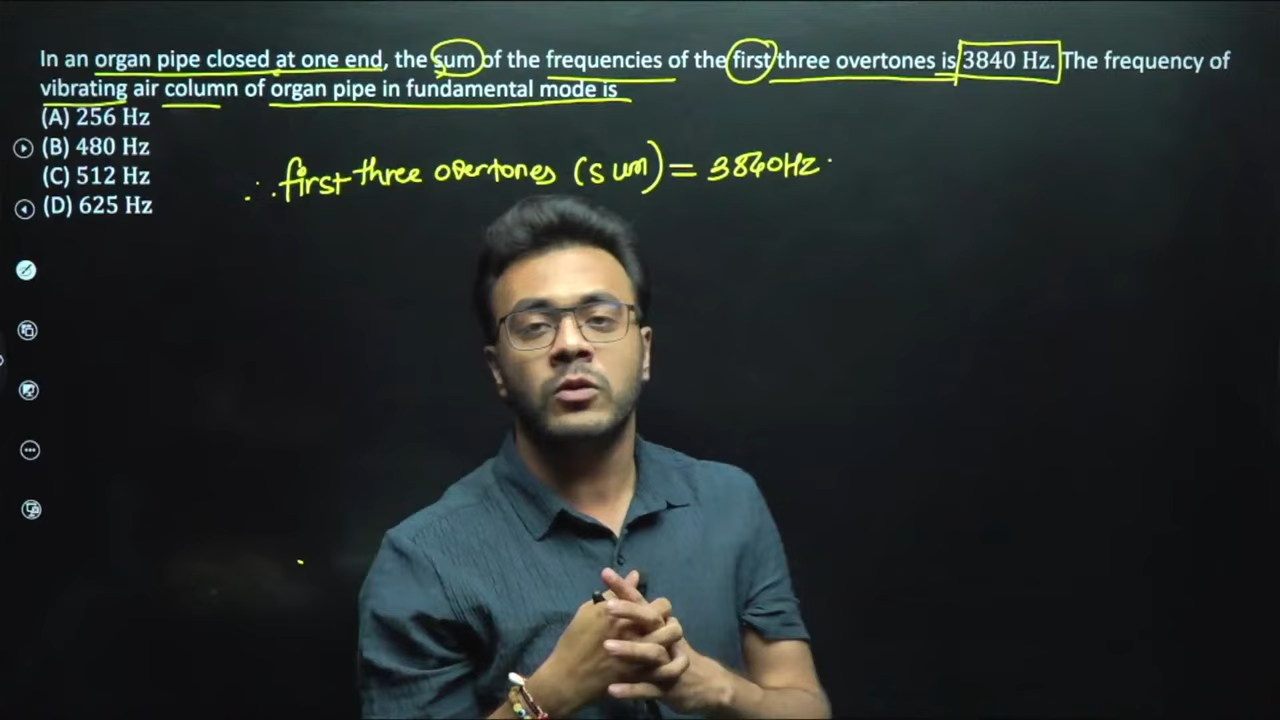 In an organ pipe closed at one end, the sum of the frequencies of the first three overtones is 3840 Hz. The frequency of
vibrating air column of organ pipe in fundamental mode is
(A) 256 Hz
(B) 480 Hz
(C) 512 Hz
(D) 625 Hz
∴ first three overtones (sum) = 3840Hz.